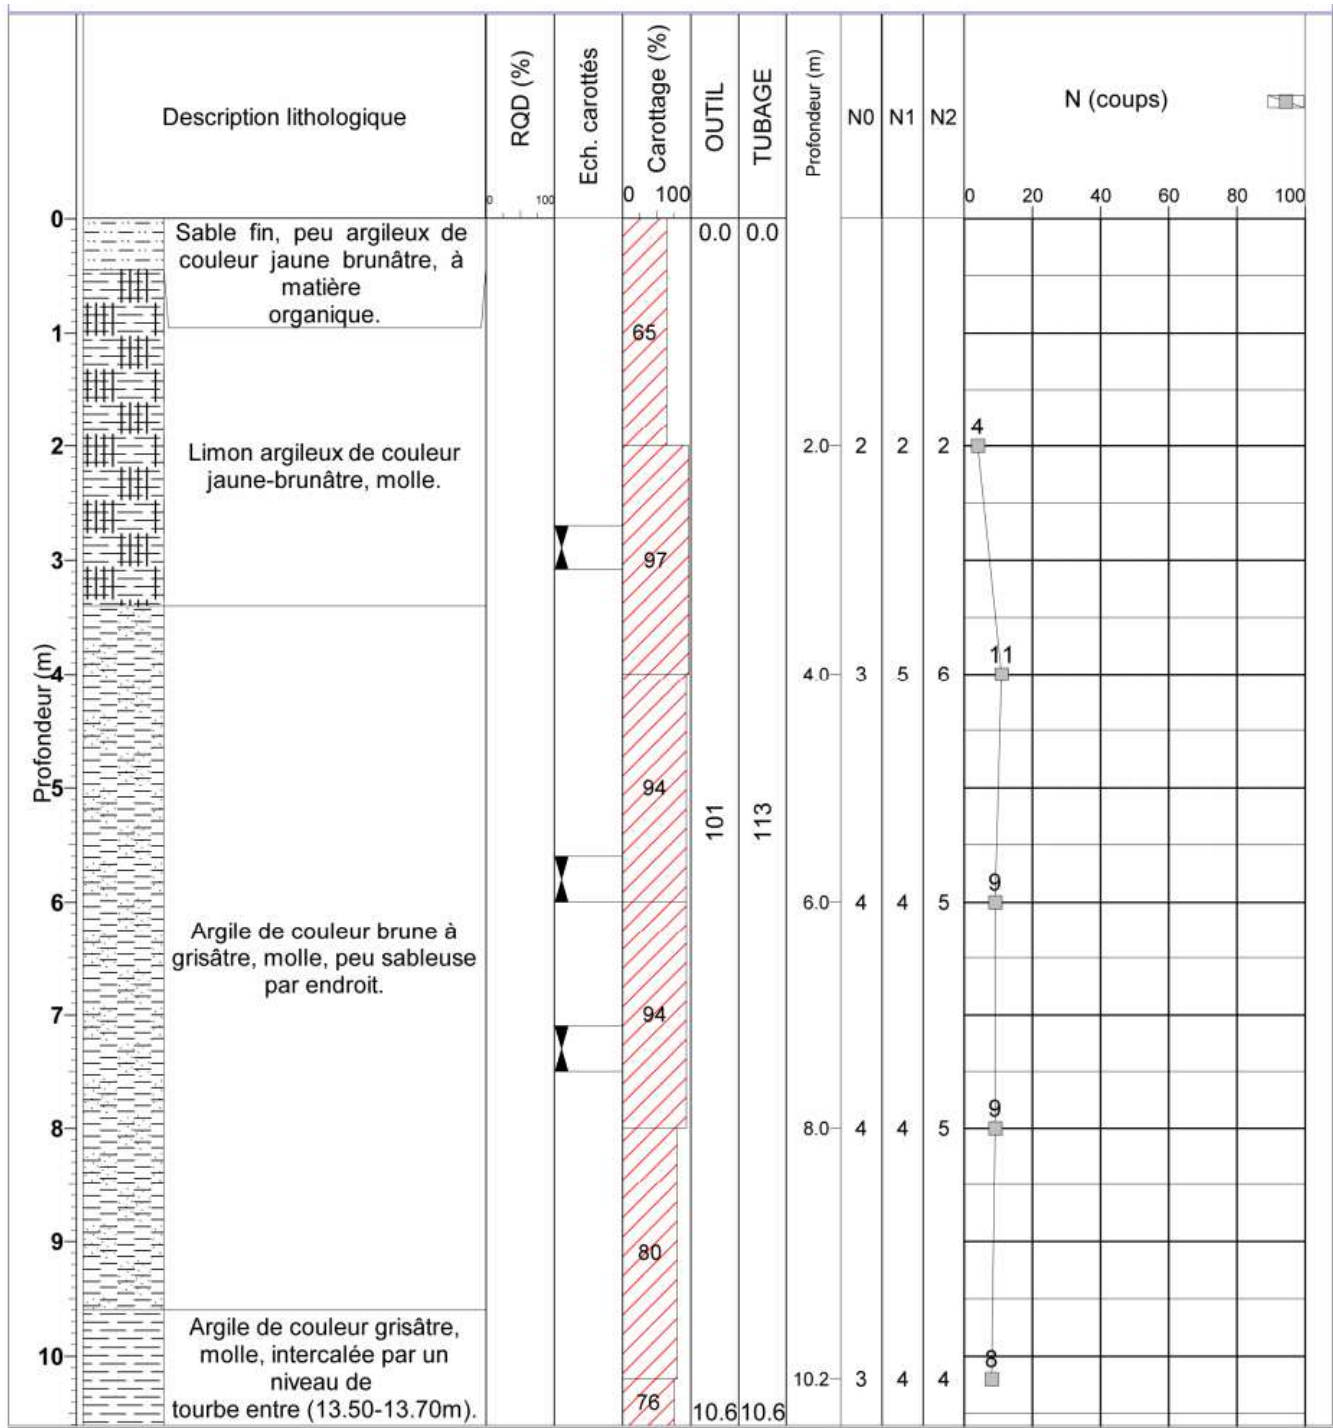 Description lithologique
RQD (%)
0 100
Ech. carottés
Carottage (%)
0 100
OUTIL
TUBAGE
Profondeur (m)
N0 N1 N2
N (coups)
0 20 40 60 80 100
Profondeur (m)
0
1
2
3
4
5
6
7
8
9
10
Sable fin, peu argileux de
couleur jaune brunâtre, à
matière
organique.
Limon argileux de couleur
jaune-brunâtre, molle.
Argile de couleur brune à
grisâtre, molle, peu sableuse
par endroit.
Argile de couleur grisâtre,
molle, intercalée par un
niveau de
tourbe entre (13.50-13.70m).
65
97
94
94
80
76
0.0 0.0
101 113
10.6 10.6
2.0 2 2 2 4
4.0 3 5 6 11
6.0 4 4 5 9
8.0 4 4 5 9
10.2 3 4 4 8